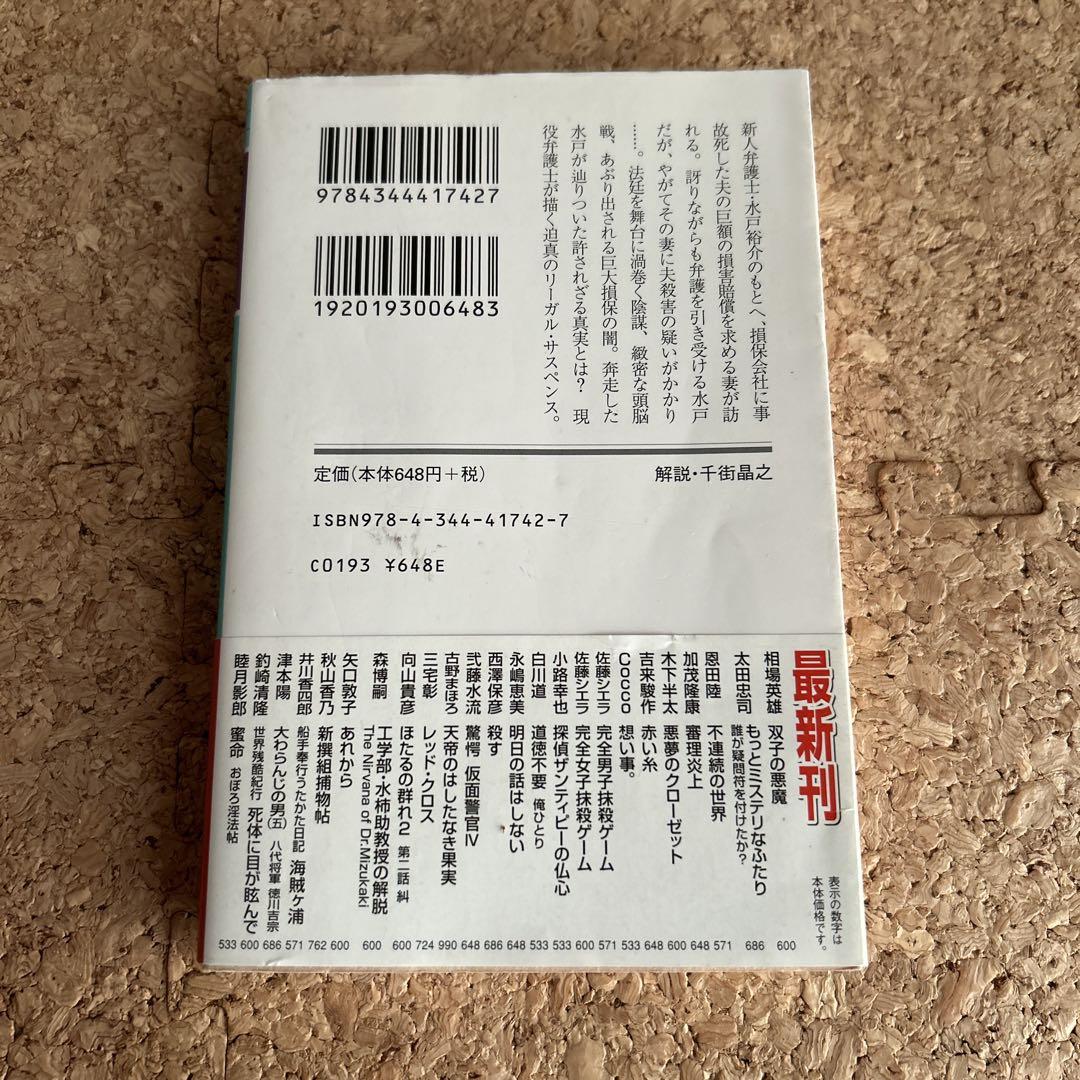 9784344417427
1920193006483
新人弁護士・水戸裕介のもとへ、損保会社に事
故死した夫の巨額の損害賠償を求める妻が訪
れる。訝りながらも弁護を引き受ける水戸
だが、やがてその妻に夫殺害の疑いがかかり
……。法廷を舞台に渦巻く陰謀、緻密な頭脳
戦、あぶり出される巨大損保の闇。奔走した
水戸が辿りついた許されざる真実とは? 現
役弁護士が描く迫真のリーガル・サスペンス。
定価(本体648円+税)
解説・千街晶之
ISBN978-4-344-41742-7
C0193 ¥648E
最新刊
表示の数字は
本体価格です。
相場英雄 双子の悪魔 600
太田忠司 もっとミステリなふたり
誰が疑問符を付けたか? 686
恩田陸 不連続の世界 571
加茂隆康 審理炎上 648
木下半太 悪夢のクローゼット 600
吉来駿作 赤い糸 648
Cocco 想い事。 533
佐藤シエラ 完全男子抹殺ゲーム 571
佐藤シエラ 完全女子抹殺ゲーム 600
小路幸也 探偵ザンティピーの仏心 533
白川道 道徳不要 俺ひとり 533
永嶋恵美 明日の話はしない 648
西澤保彦 殺す 686
弐藤水流 驚愕 仮面警官Ⅳ 648
古野まほろ 天帝のはしたなき果実 990
三宅彰 レッド・クロス 724
向山貴彦 ほたるの群れ2 第二話 糾 600
森博嗣 工学部・水柿助教授の解脱
The Nirvana of Dr.Mizukaki 600
矢口敦子 あれから 600
秋山香乃 新撰組捕物帖 762
井川香四郎 船手奉行うたかた日記 海賊ヶ浦 571
津本陽 大わらんじの男(五) 八代将軍 徳川吉宗 686
釣崎清隆 世界残酷紀行 死体に目が眩んで 600
睦月影郎 蜜命 おぼろ淫法帖 533